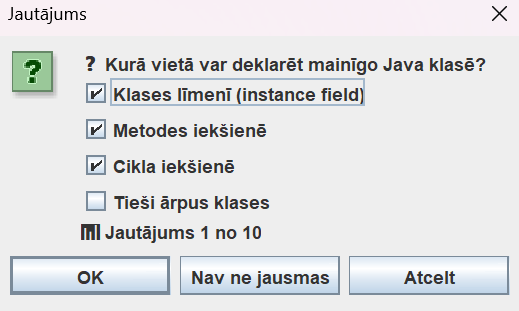 Jautājums
? Kurā vietā var deklarēt mainīgo Java klasē?
Klases līmenī (instance field)
Metodes iekšienē
Cikla iekšienē
Tieši ārpus klases
Jautājums 1 no 10
OK
Nav ne jausmas
Atcelt